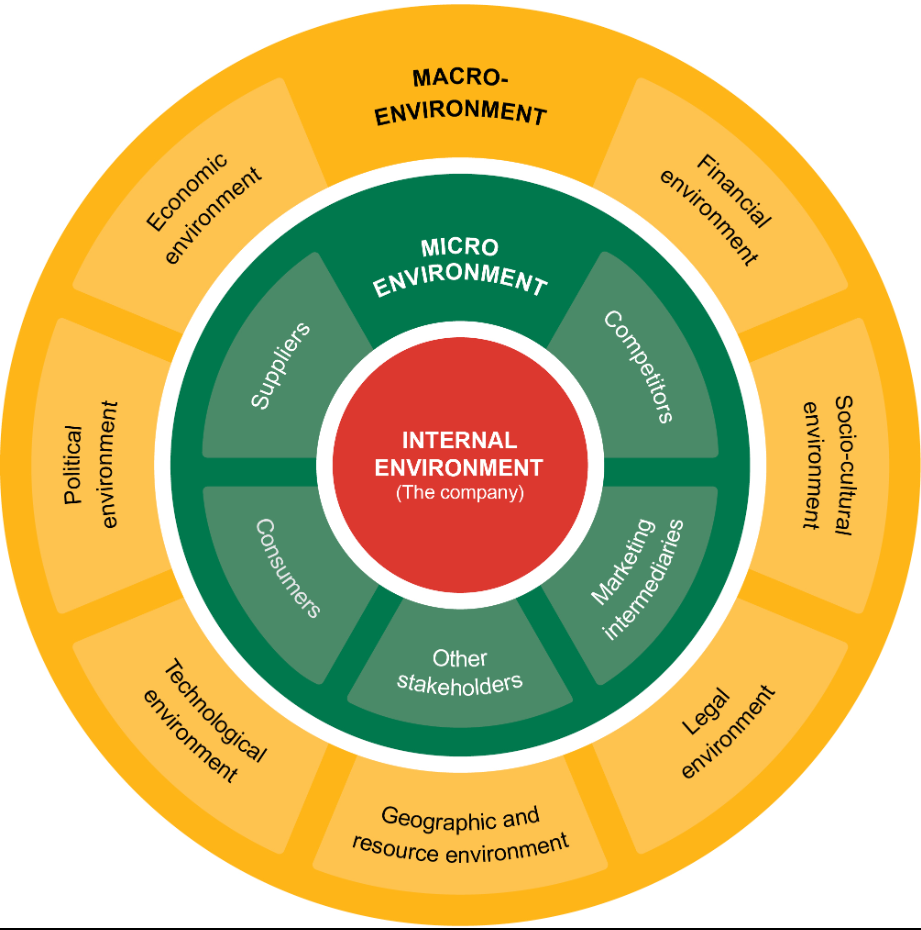 MACRO-
ENVIRONMENT
Economic
environment
Financial
environment
Political
environment
Socio-cultural
environment
Technological
environment
Geographic and
resource environment
Legal
environment
MICRO
ENVIRONMENT
Suppliers
Competitors
Consumers
Other
stakeholders
Marketing
intermediaries
INTERNAL
ENVIRONMENT
(The company)